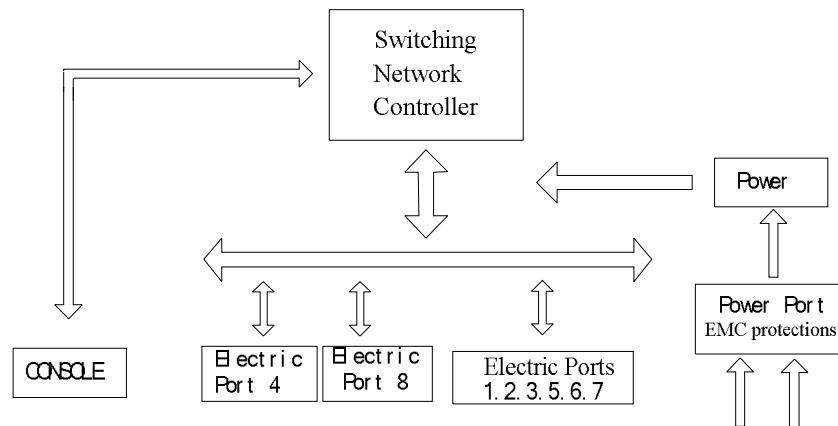 Switching
Network
Controller
Power
Power Port
EMC protections
CONSOLE
Electric
Port 4
Electric
Port 8
Electric Ports
1.2.3.5.6.7